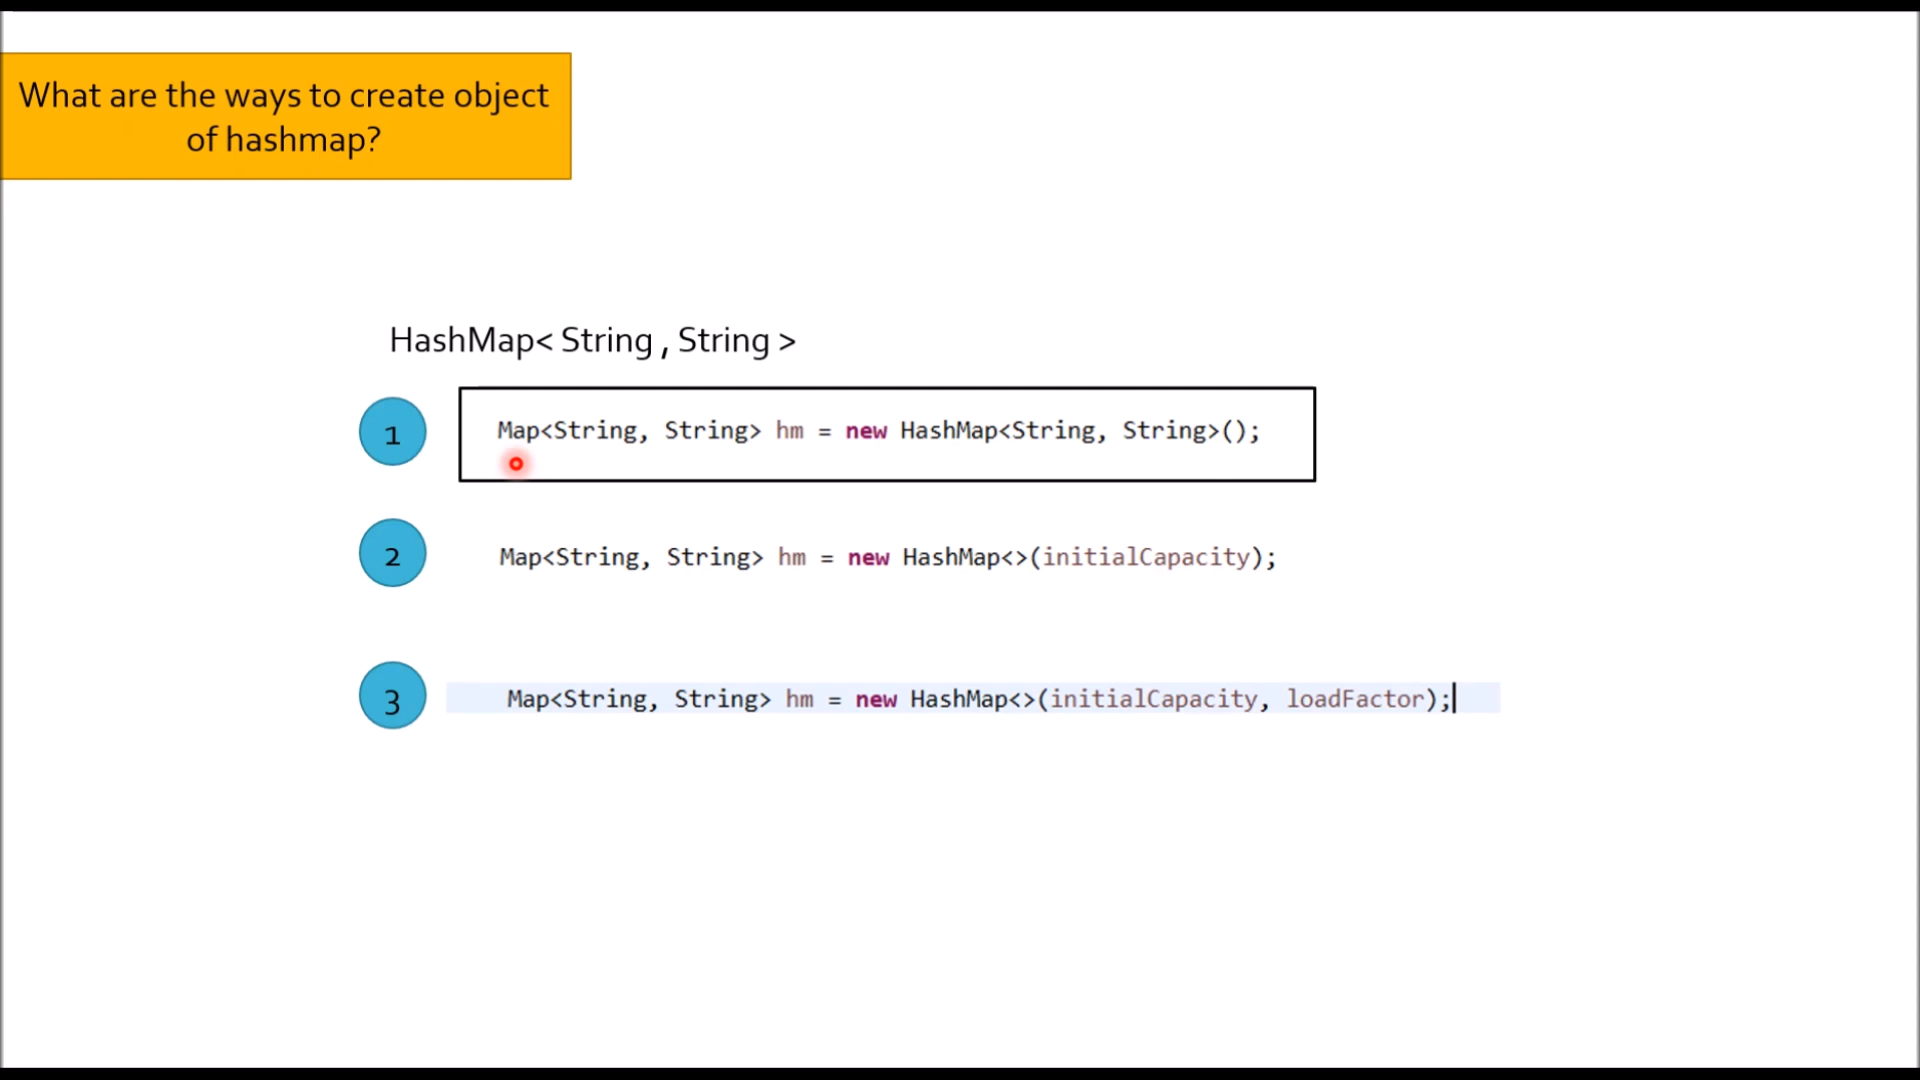 What are the ways to create object
of hashmap?
HashMap< String , String >
1
Map<String, String> hm = new HashMap<String, String>();
2
Map<String, String> hm = new HashMap<>(initialCapacity);
3
Map<String, String> hm = new HashMap<>(initialCapacity, loadFactor);